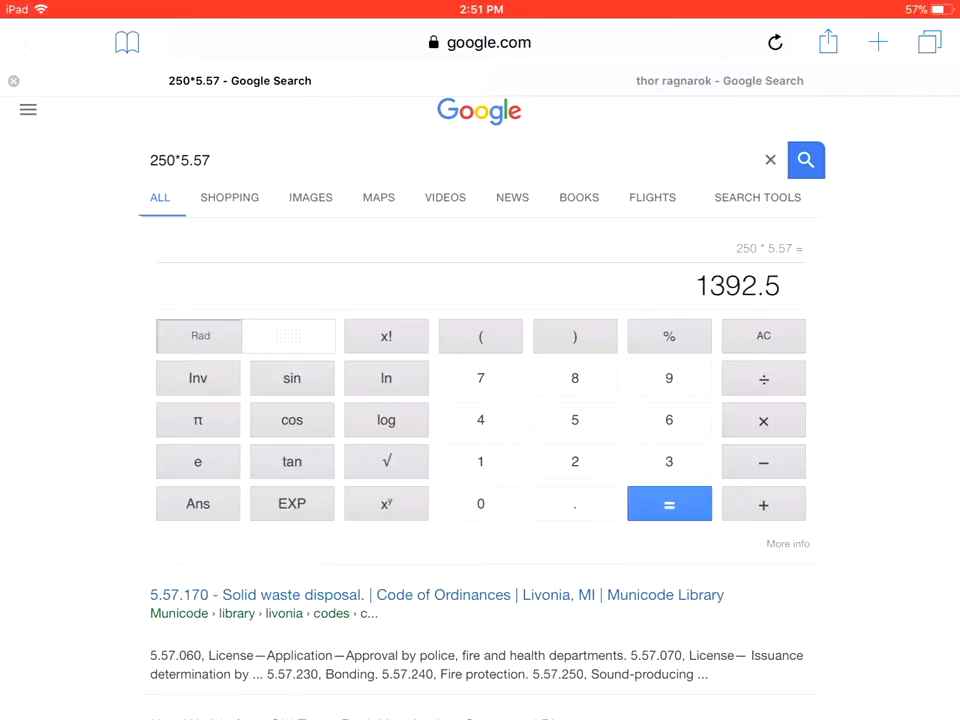 iPad 2:51 PM 57%
google.com
250*5.57 - Google Search thor ragnarok - Google Search
Google
250*5.57
ALL SHOPPING IMAGES MAPS VIDEOS NEWS BOOKS FLIGHTS SEARCH TOOLS
250 * 5.57 =
1392.5
Rad x! ( ) % AC
Inv sin ln 7 8 9 ÷
π cos log 4 5 6 ×
e tan √ 1 2 3 −
Ans EXP xʸ 0 . = +
More info
5.57.170 - Solid waste disposal. | Code of Ordinances | Livonia, MI | Municode Library
Municode › library › livonia › codes › c...
5.57.060, License—Application—Approval by police, fire and health departments. 5.57.070, License— Issuance
determination by ... 5.57.230, Bonding. 5.57.240, Fire protection. 5.57.250, Sound-producing ...